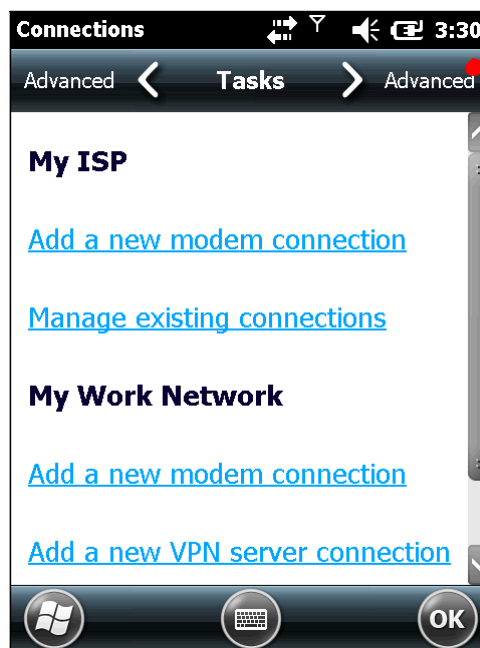 Connections 3:30
Advanced Tasks Advanced
My ISP
Add a new modem connection
Manage existing connections
My Work Network
Add a new modem connection
Add a new VPN server connection
OK